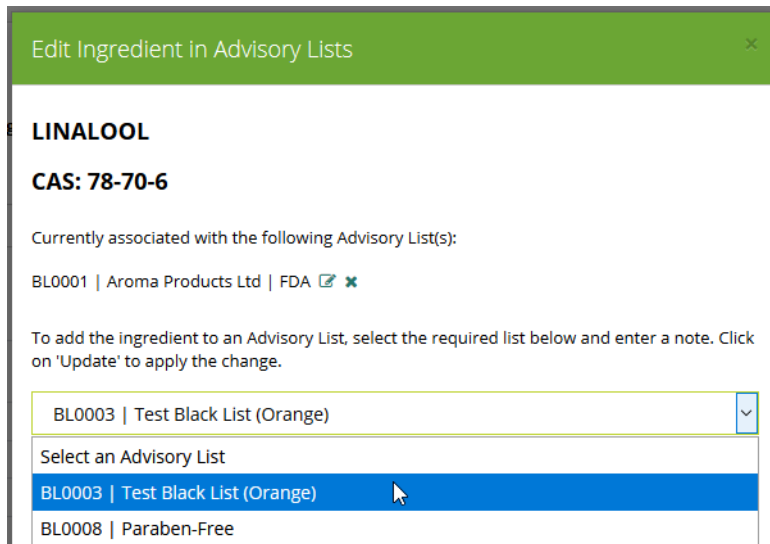 Edit Ingredient in Advisory Lists
LINALOOL
CAS: 78-70-6
Currently associated with the following Advisory List(s):
BL0001 | Aroma Products Ltd | FDA
To add the ingredient to an Advisory List, select the required list below and enter a note. Click
on 'Update' to apply the change.
BL0003 | Test Black List (Orange)
Select an Advisory List
BL0003 | Test Black List (Orange)
BL0008 | Paraben-Free